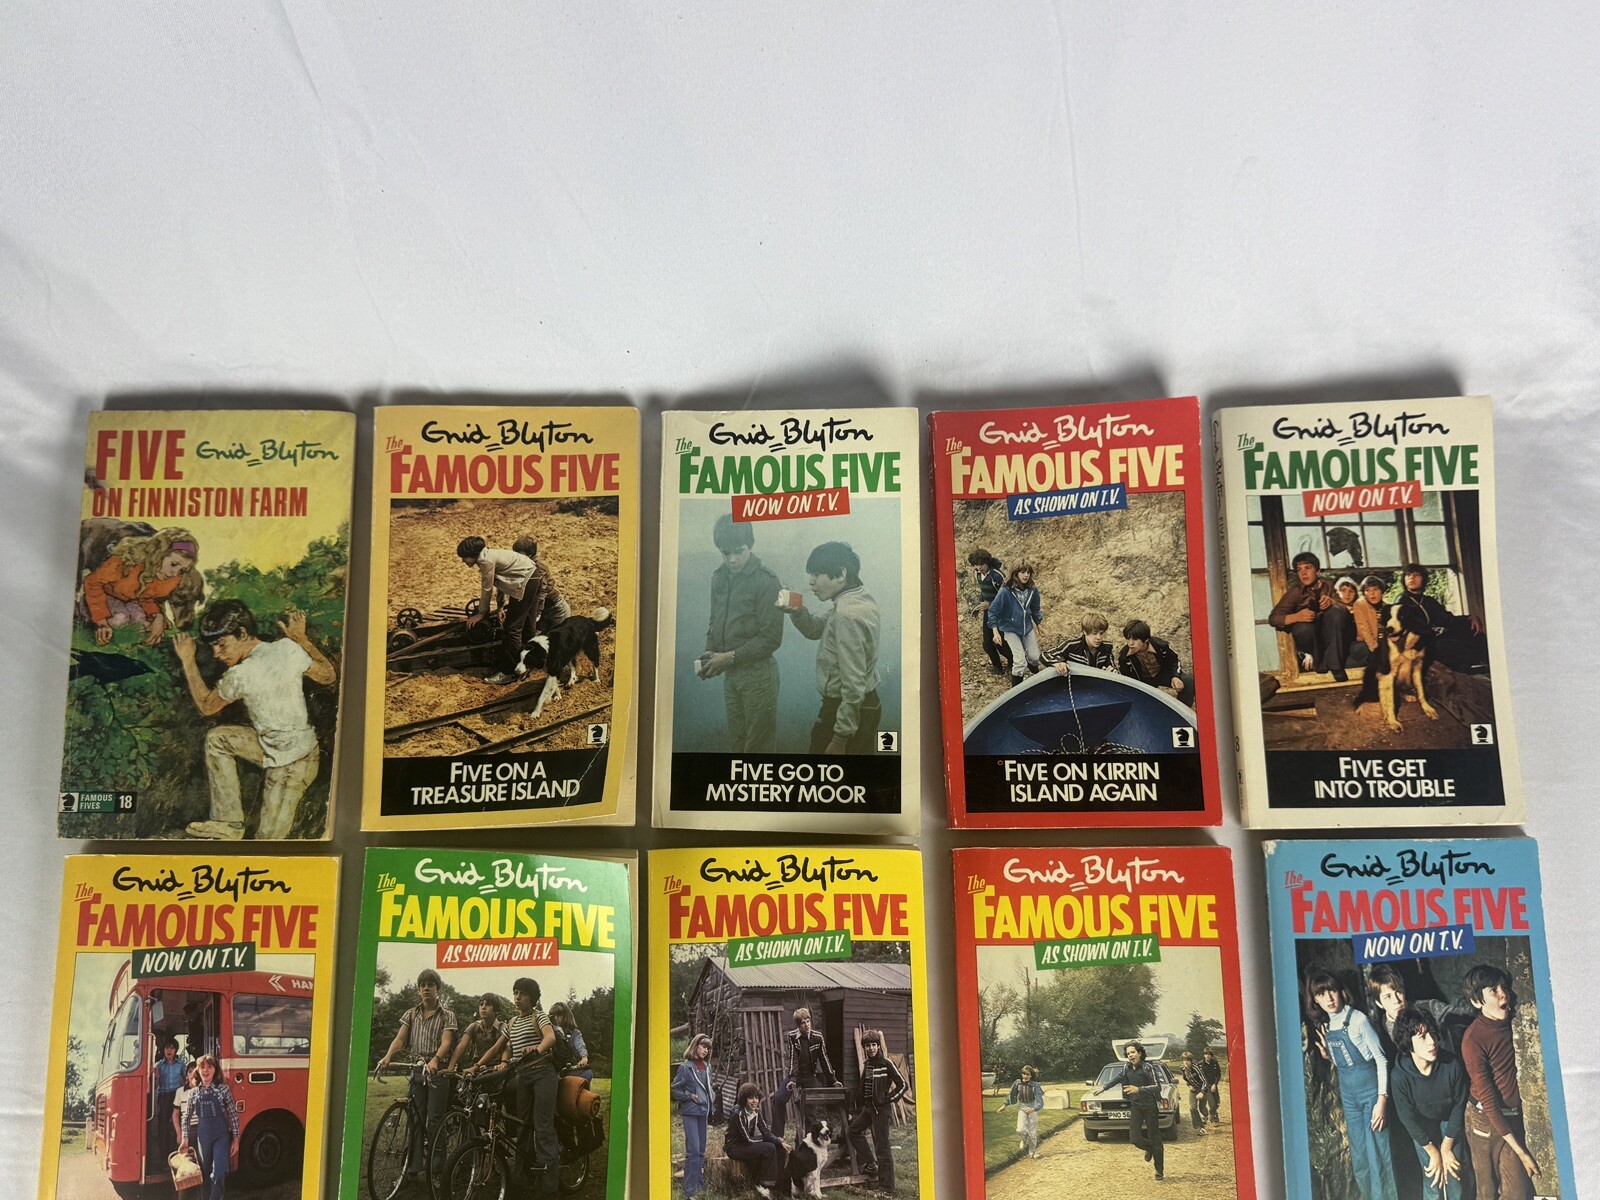 FIVE
Enid Blyton
ON FINNISTON FARM
FAMOUS
FIVES
18
Enid Blyton
The
FAMOUS FIVE
FIVE ON A
TREASURE ISLAND
Enid Blyton
The
FAMOUS FIVE
NOW ON T.V.
FIVE GO TO
MYSTERY MOOR
Enid Blyton
The
FAMOUS FIVE
AS SHOWN ON T.V.
FIVE ON KIRRIN
ISLAND AGAIN
Enid Blyton
The
FAMOUS FIVE
NOW ON T.V.
FIVE GET
INTO TROUBLE
8
Enid Blyton
The
FAMOUS FIVE
NOW ON T.V.
Enid Blyton
The
FAMOUS FIVE
AS SHOWN ON T.V.
Enid Blyton
The
FAMOUS FIVE
AS SHOWN ON T.V.
Enid Blyton
The
FAMOUS FIVE
AS SHOWN ON T.V.
Enid Blyton
The
FAMOUS FIVE
NOW ON T.V.